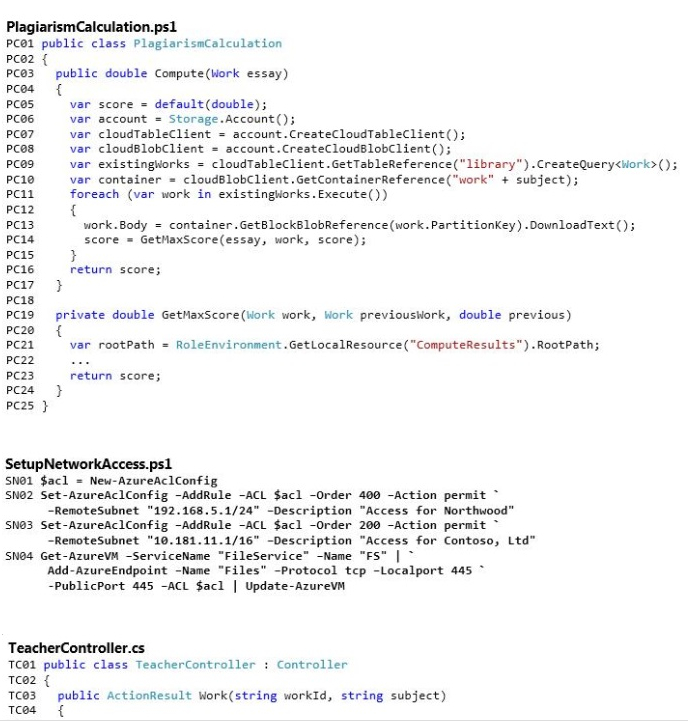 PlagiarismCalculation.ps1
PC01 public class PlagiarismCalculation
PC02 {
PC03   public double Compute(Work essay)
PC04   {
PC05     var score = default(double);
PC06     var account = Storage.Account();
PC07     var cloudTableClient = account.CreateCloudTableClient();
PC08     var cloudBlobClient = account.CreateCloudBlobClient();
PC09     var existingWorks = cloudTableClient.GetTableReference("library").CreateQuery<Work>();
PC10     var container = cloudBlobClient.GetContainerReference("work" + subject);
PC11     foreach (var work in existingWorks.Execute())
PC12     {
PC13       work.Body = container.GetBlockBlobReference(work.PartitionKey).DownloadText();
PC14       score = GetMaxScore(essay, work, score);
PC15     }
PC16     return score;
PC17   }
PC18
PC19   private double GetMaxScore(Work work, Work previousWork, double previous)
PC20   {
PC21     var rootPath = RoleEnvironment.GetLocalResource("ComputeResults").RootPath;
PC22     ...
PC23     return score;
PC24   }
PC25 }
SetupNetworkAccess.ps1
SN01 $acl = New-AzureAclConfig
SN02 Set-AzureAclConfig -AddRule -ACL $acl -Order 400 -Action permit `
-RemoteSubnet "192.168.5.1/24" -Description "Access for Northwood"
SN03 Set-AzureAclConfig -AddRule -ACL $acl -Order 200 -Action permit `
-RemoteSubnet "10.181.11.1/16" -Description "Access for Contoso, Ltd"
SN04 Get-AzureVM -ServiceName "FileService" -Name "FS" | `
Add-AzureEndpoint -Name "Files" -Protocol tcp -Localport 445 `
-PublicPort 445 -ACL $acl | Update-AzureVM
TeacherController.cs
TC01 public class TeacherController : Controller
TC02 {
TC03   public ActionResult Work(string workId, string subject)
TC04   {